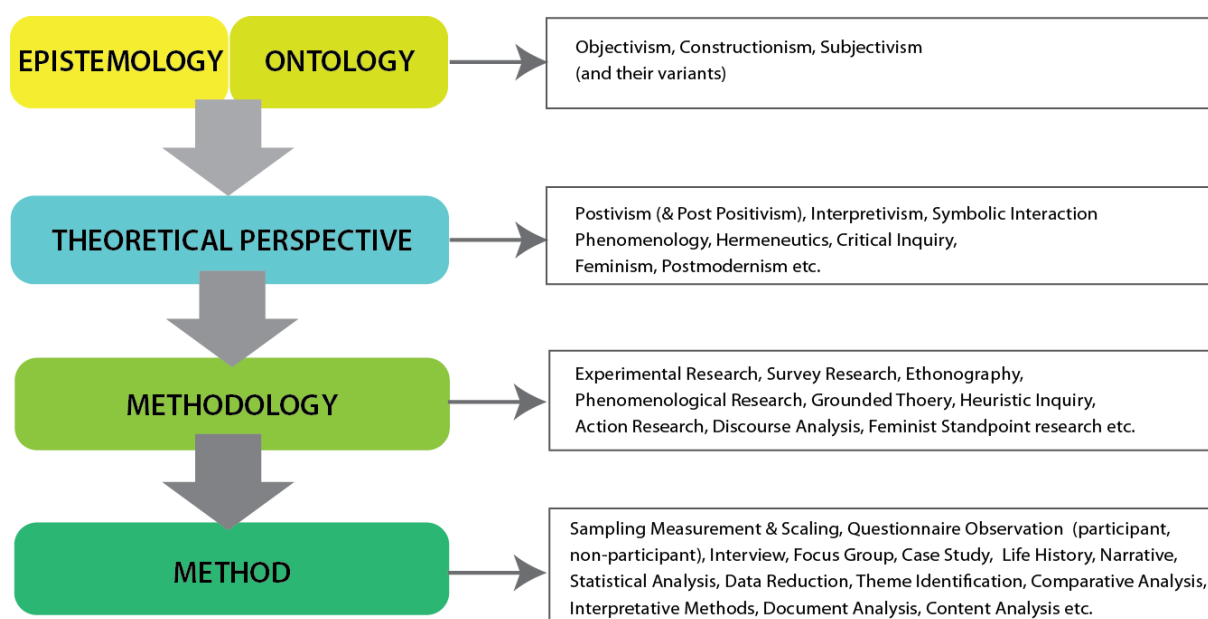 EPISTEMOLOGY
ONTOLOGY
Objectivism, Constructionism, Subjectivism
(and their variants)
THEORETICAL PERSPECTIVE
Postivism (& Post Positivism), Interpretivism, Symbolic Interaction
Phenomenology, Hermeneutics, Critical Inquiry,
Feminism, Postmodernism etc.
METHODOLOGY
Experimental Research, Survey Research, Ethonography,
Phenomenological Research, Grounded Thoery, Heuristic Inquiry,
Action Research, Discourse Analysis, Feminist Standpoint research etc.
METHOD
Sampling Measurement & Scaling, Questonnaire Observation (participant,
non-participant), Interview, Focus Group, Case Study, Life History, Narrative,
Statistical Analysis, Data Reduction, Theme Identification, Comparative Analysis,
Interpretative Methods, Document Analysis, Content Analysis etc.